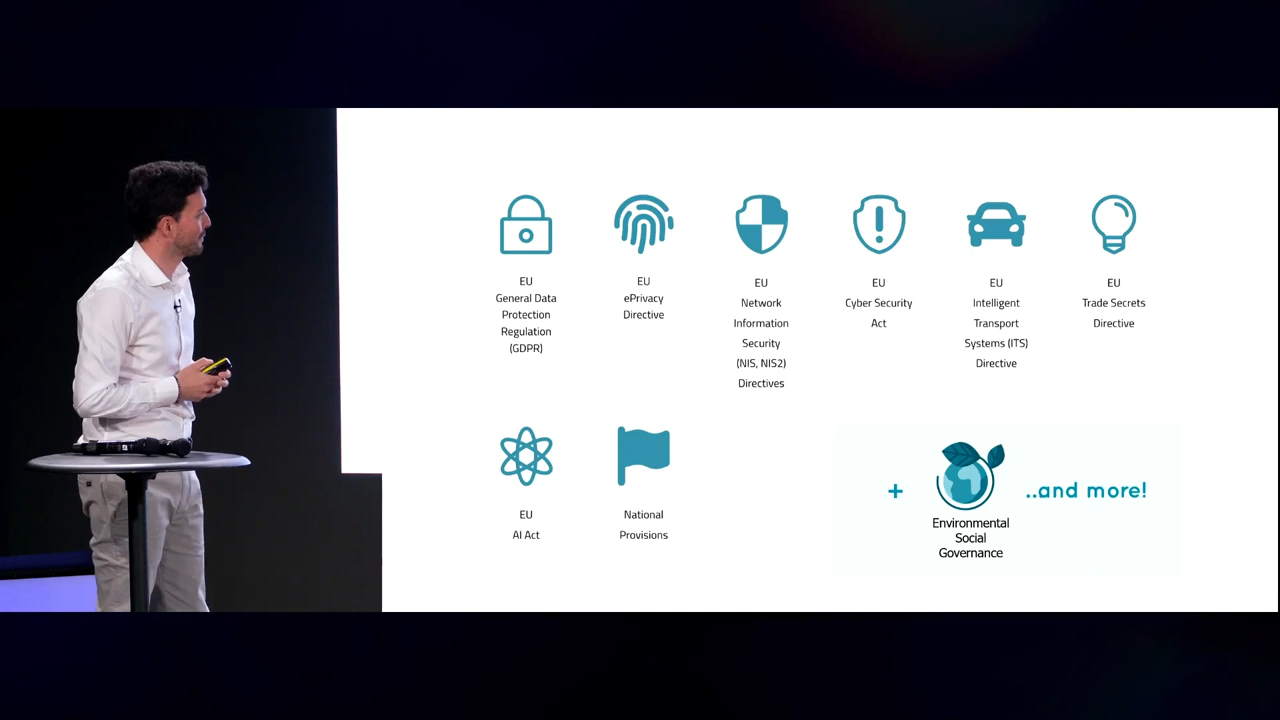 EU
General Data
Protection
Regulation
(GDPR)
EU
ePrivacy
Directive
EU
Network
Information
Security
(NIS, NIS2)
Directives
EU
Cyber Security
Act
EU
Intelligent
Transport
Systems (ITS)
Directive
EU
Trade Secrets
Directive
EU
AI Act
National
Provisions
+
Environmental
Social
Governance
..and more!